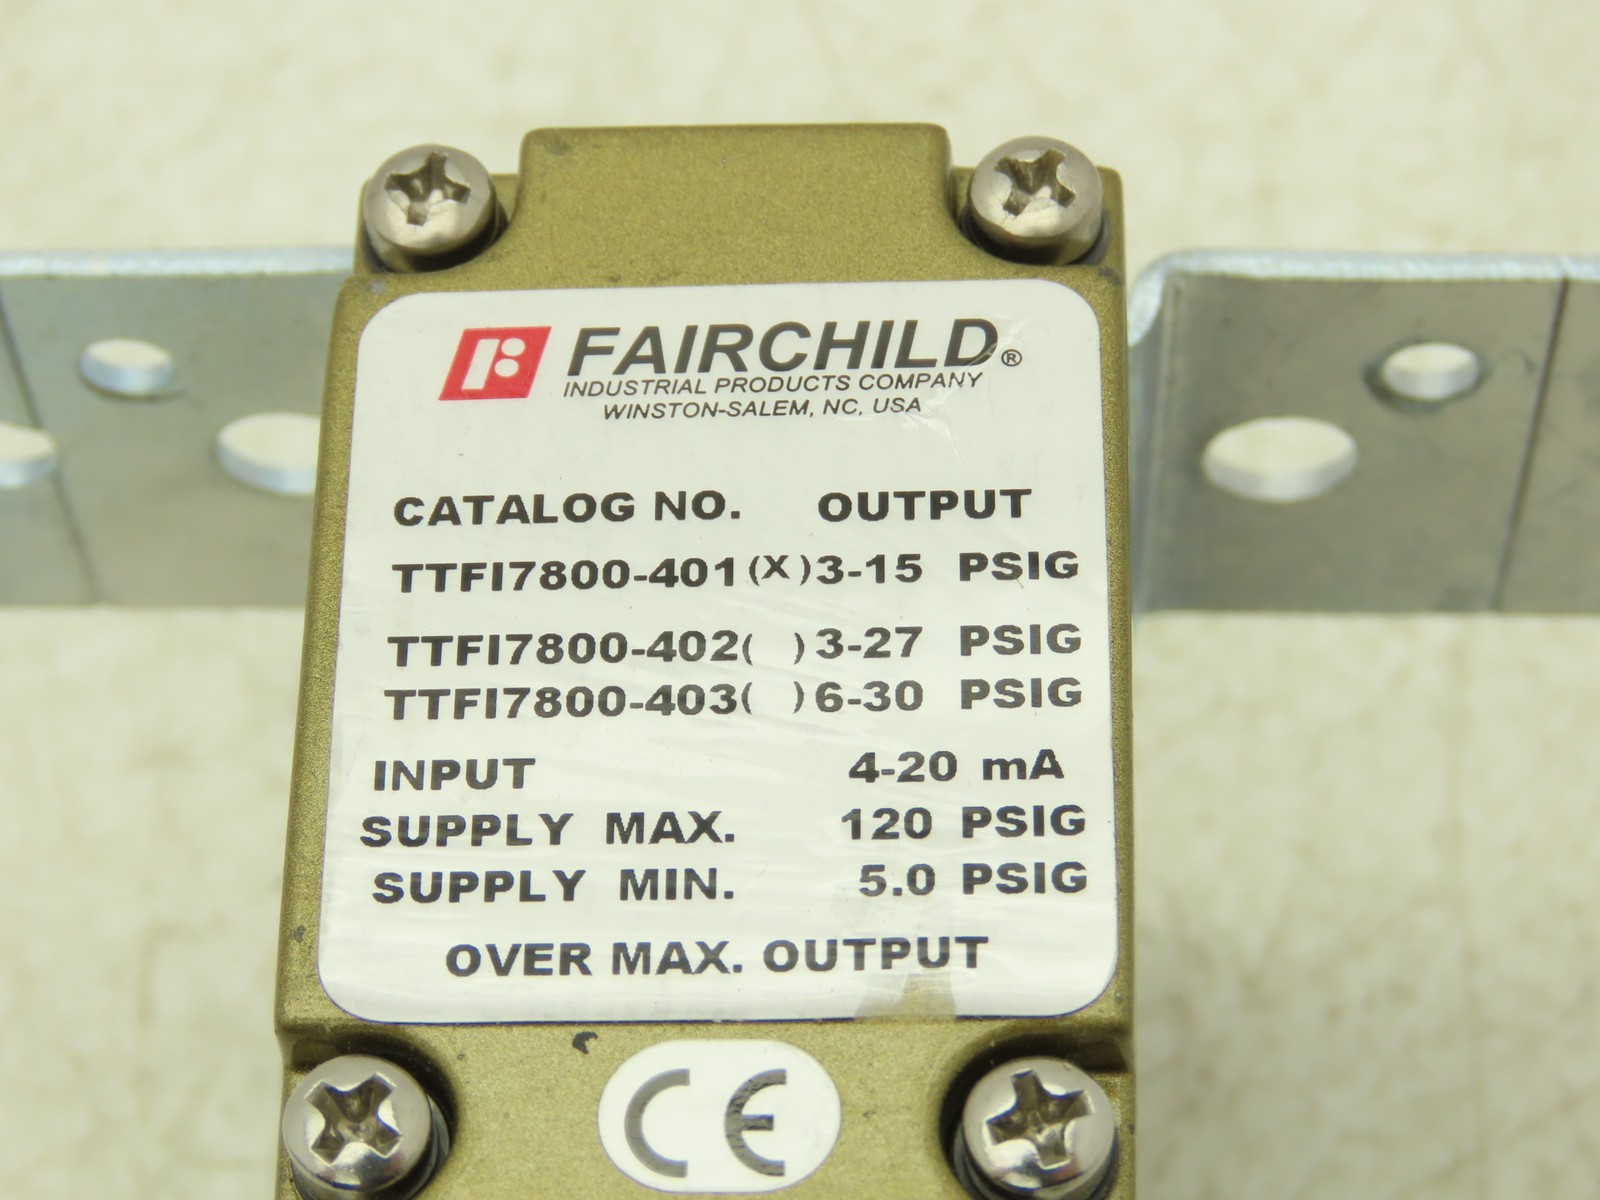 FAIRCHILD®
INDUSTRIAL PRODUCTS COMPANY
WINSTON-SALEM, NC, USA
CATALOG NO. OUTPUT
TTFI7800-401(X)3-15 PSIG
TTFI7800-402( )3-27 PSIG
TTFI7800-403( )6-30 PSIG
INPUT 4-20 mA
SUPPLY MAX. 120 PSIG
SUPPLY MIN. 5.0 PSIG
OVER MAX. OUTPUT
CE